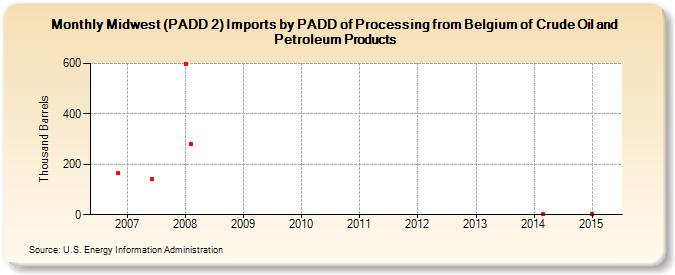 Monthly Midwest (PADD 2) Imports by PADD of Processing from Belgium of Crude Oil and
Petroleum Products
Thousand Barrels
600
400
200
0
2007 2008 2009 2010 2011 2012 2013 2014 2015
Source: U.S. Energy Information Administration